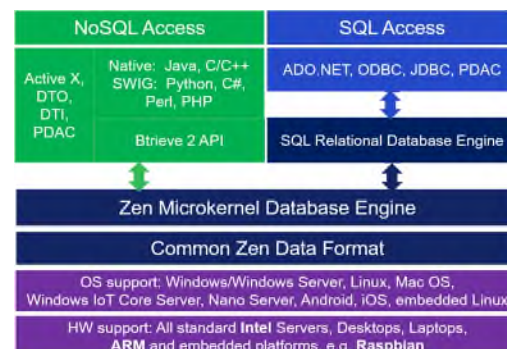 NoSQL Access
SQL Access
Active X,
DTO,
DTI,
PDAC
Native: Java, C/C++
SWIG: Python, C#,
Perl, PHP
Btrieve 2 API
ADO.NET, ODBC, JDBC, PDAC
SQL Relational Database Engine
Zen Microkernel Database Engine
Common Zen Data Format
OS support: Windows/Windows Server, Linux, Mac OS,
Windows IoT Core Server, Nano Server, Android, iOS, embedded Linux
HW support: All standard Intel Servers, Desktops, Laptops,
ARM and embedded platforms, e.g. Raspbian